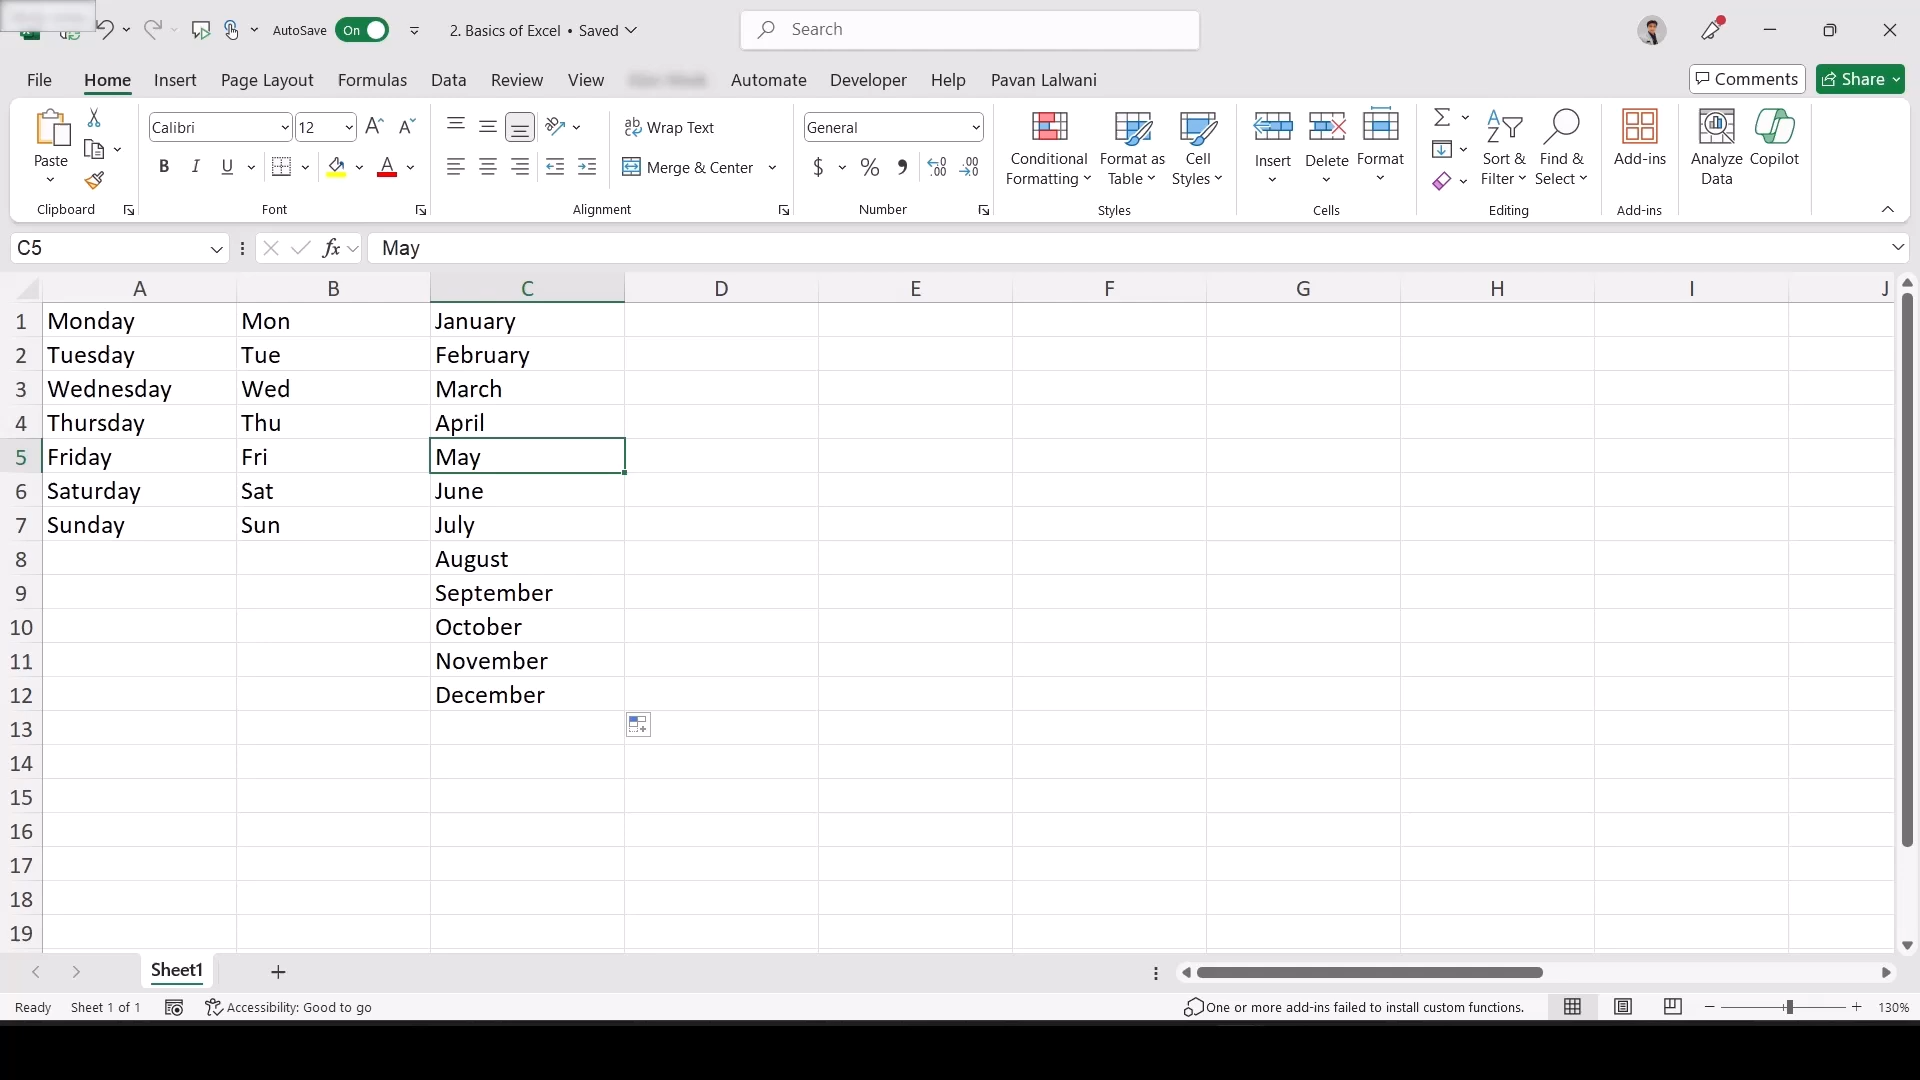 AutoSave On 2. Basics of Excel • Saved Search
File Home Insert Page Layout Formulas Data Review View Automate Developer Help Pavan Lalwani Comments Share
Paste
Calibri 12
B I U A
Wrap Text
Merge & Center
General
$ % ,
Conditional Formatting
Format as Table
Cell Styles
Insert Delete Format
Sort & Filter
Find & Select
Add-ins
Analyze Data
Copilot
Clipboard Font Alignment Number Styles Cells Editing Add-ins
C5 fx May
A B C D E F G H I J
1 Monday Mon January
2 Tuesday Tue February
3 Wednesday Wed March
4 Thursday Thu April
5 Friday Fri May
6 Saturday Sat June
7 Sunday Sun July
8 August
9 September
10 October
11 November
12 December
13
14
15
16
17
18
19
Sheet1
Ready Sheet 1 of 1 Accessibility: Good to go One or more add-ins failed to install custom functions. 130%